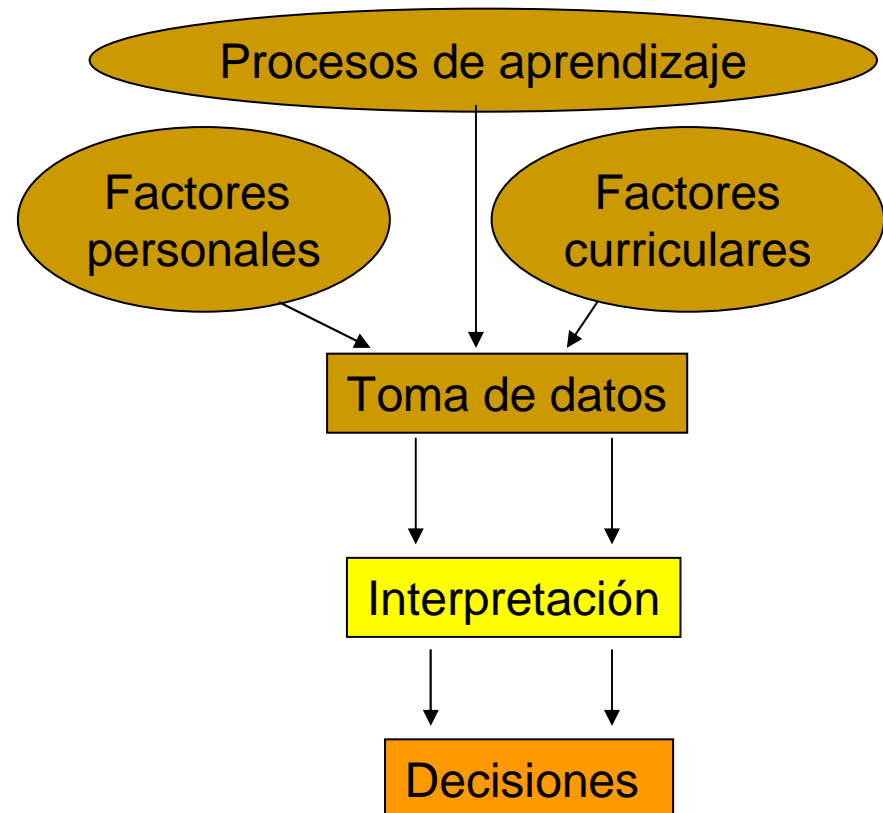 Procesos de aprendizaje
Factores
personales
Factores
curriculares
Toma de datos
Interpretación
Decisiones